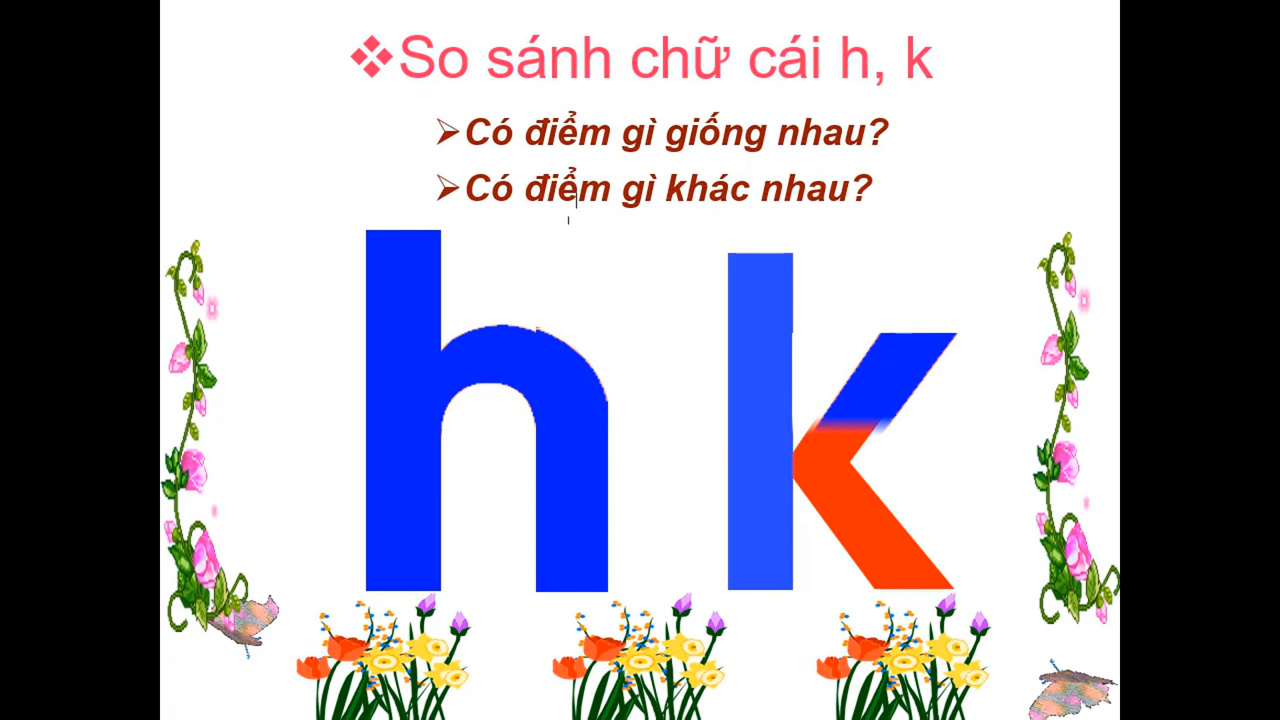 So sánh chữ cái h, k
Có điểm gì giống nhau?
Có điểm gì khác nhau?
h k